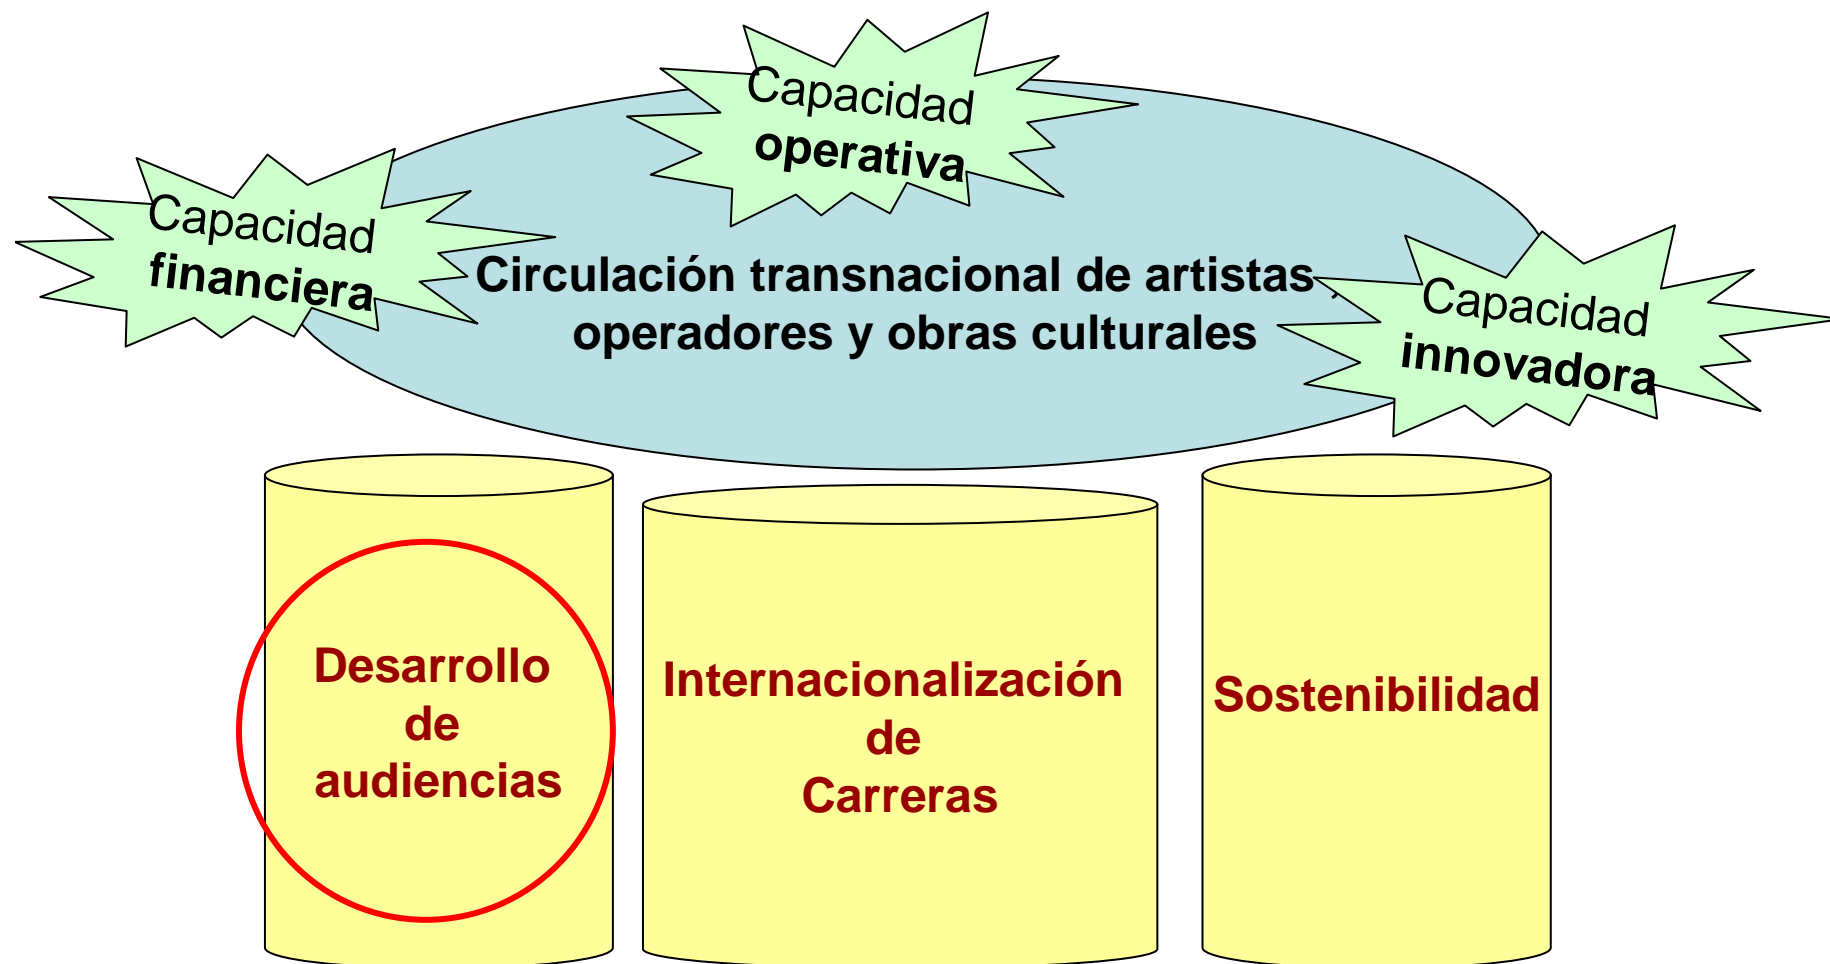 Capacidad
operativa
Capacidad
financiera
Circulación transnacional de artistas,
operadores y obras culturales
Capacidad
innovadora
Desarrollo
de
audiencias
Internacionalización
de
Carreras
Sostenibilidad